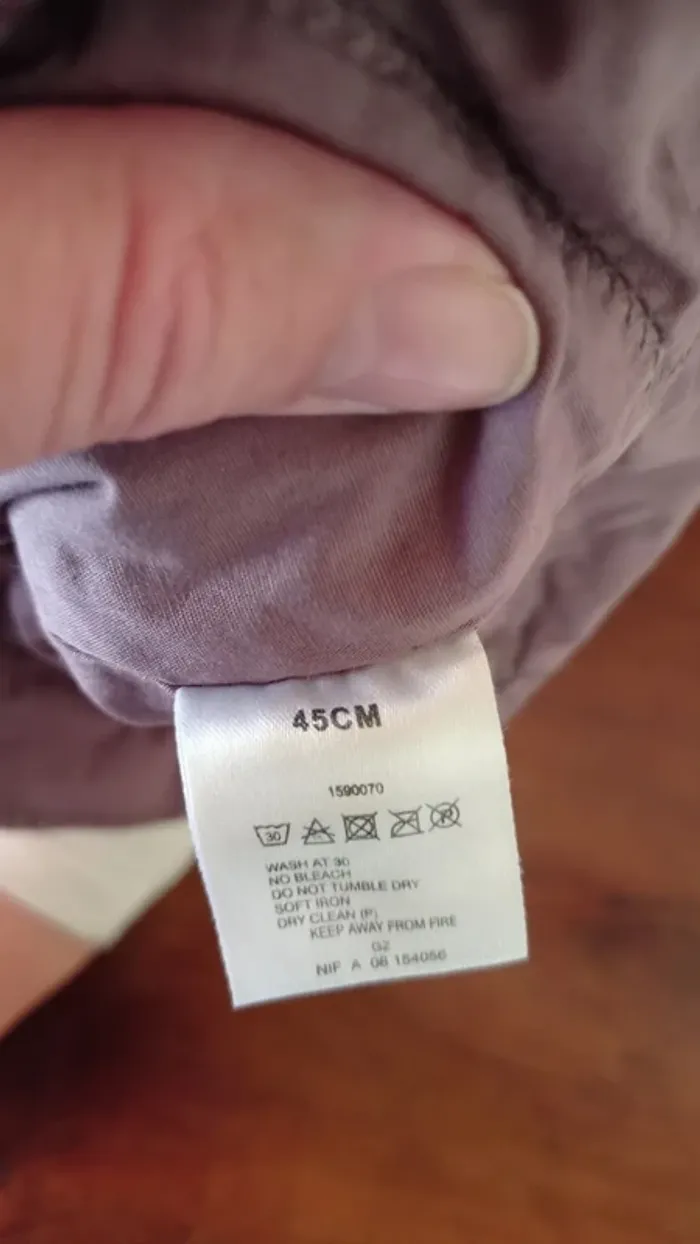 45CM
1590070
30
WASH AT 30
NO BLEACH
DO NOT TUMBLE DRY
SOFT IRON
DRY CLEAN (P)
KEEP AWAY FROM FIRE
G2
NIF A 06 154056